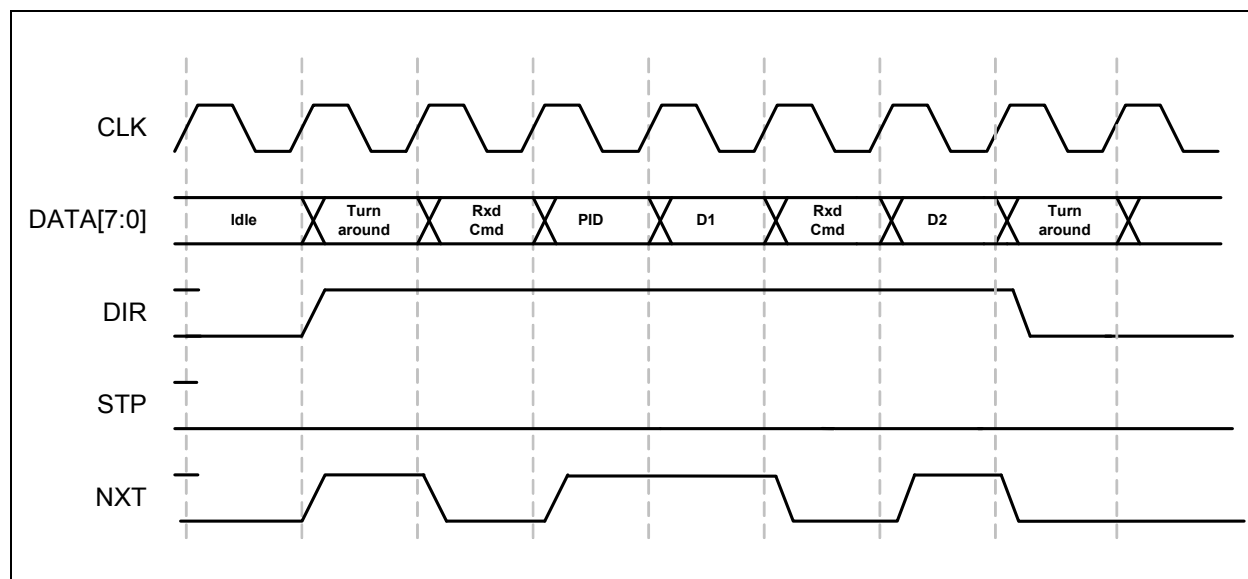 CLK
DATA[7:0]
Idle
Turn
around
Rxd
Cmd
PID
D1
Rxd
Cmd
D2
Turn
around
DIR
STP
NXT